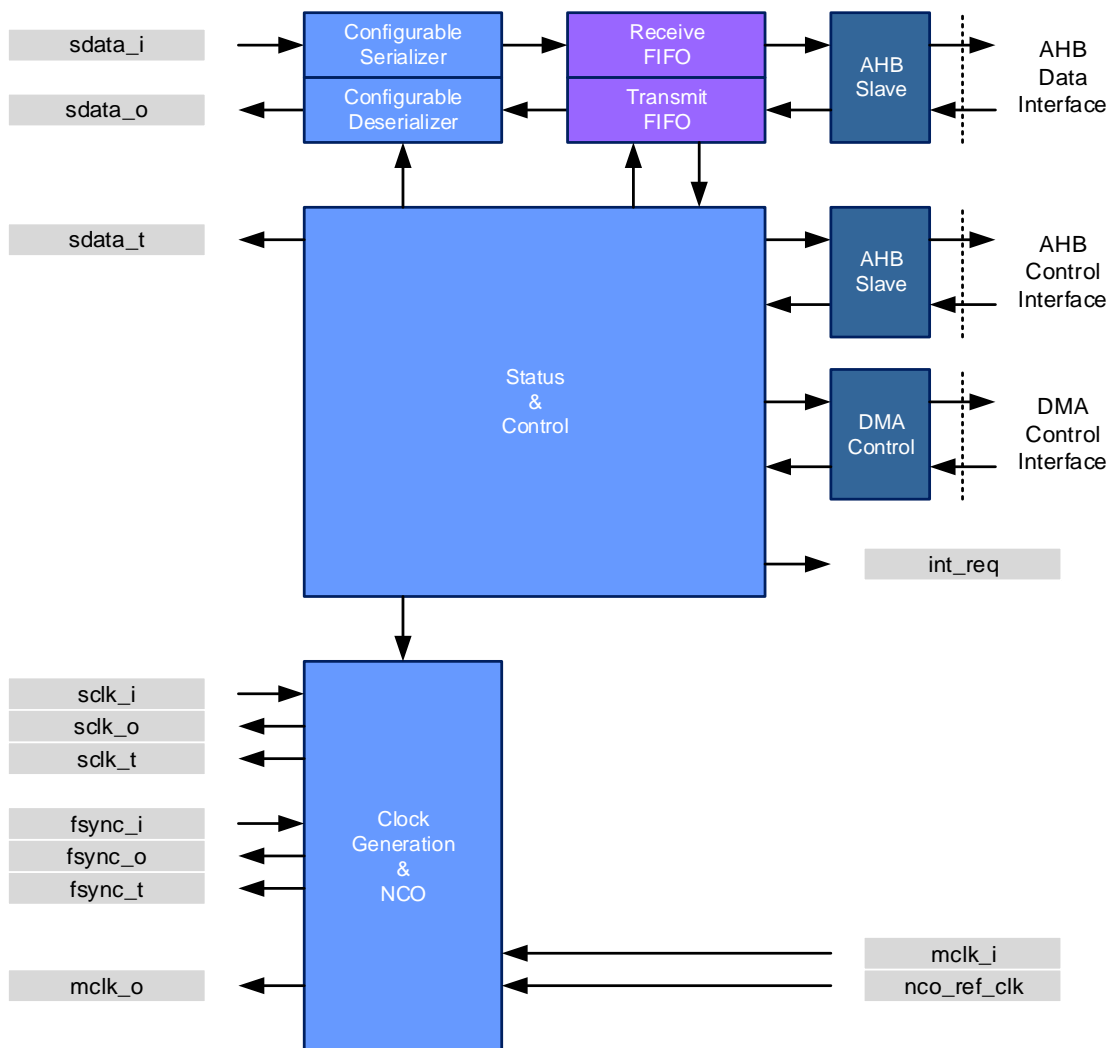 sdata_i
Configurable
Serializer
Receive
FIFO
AHB
Slave
AHB
Data
Interface
sdata_o
Configurable
Deserializer
Transmit
FIFO
sdata_t
Status
&
Control
AHB
Slave
AHB
Control
Interface
DMA
Control
DMA
Control
Interface
int_req
sclk_i
sclk_o
sclk_t
fsync_i
fsync_o
fsync_t
Clock
Generation
&
NCO
mclk_i
mclk_o
nco_ref_clk